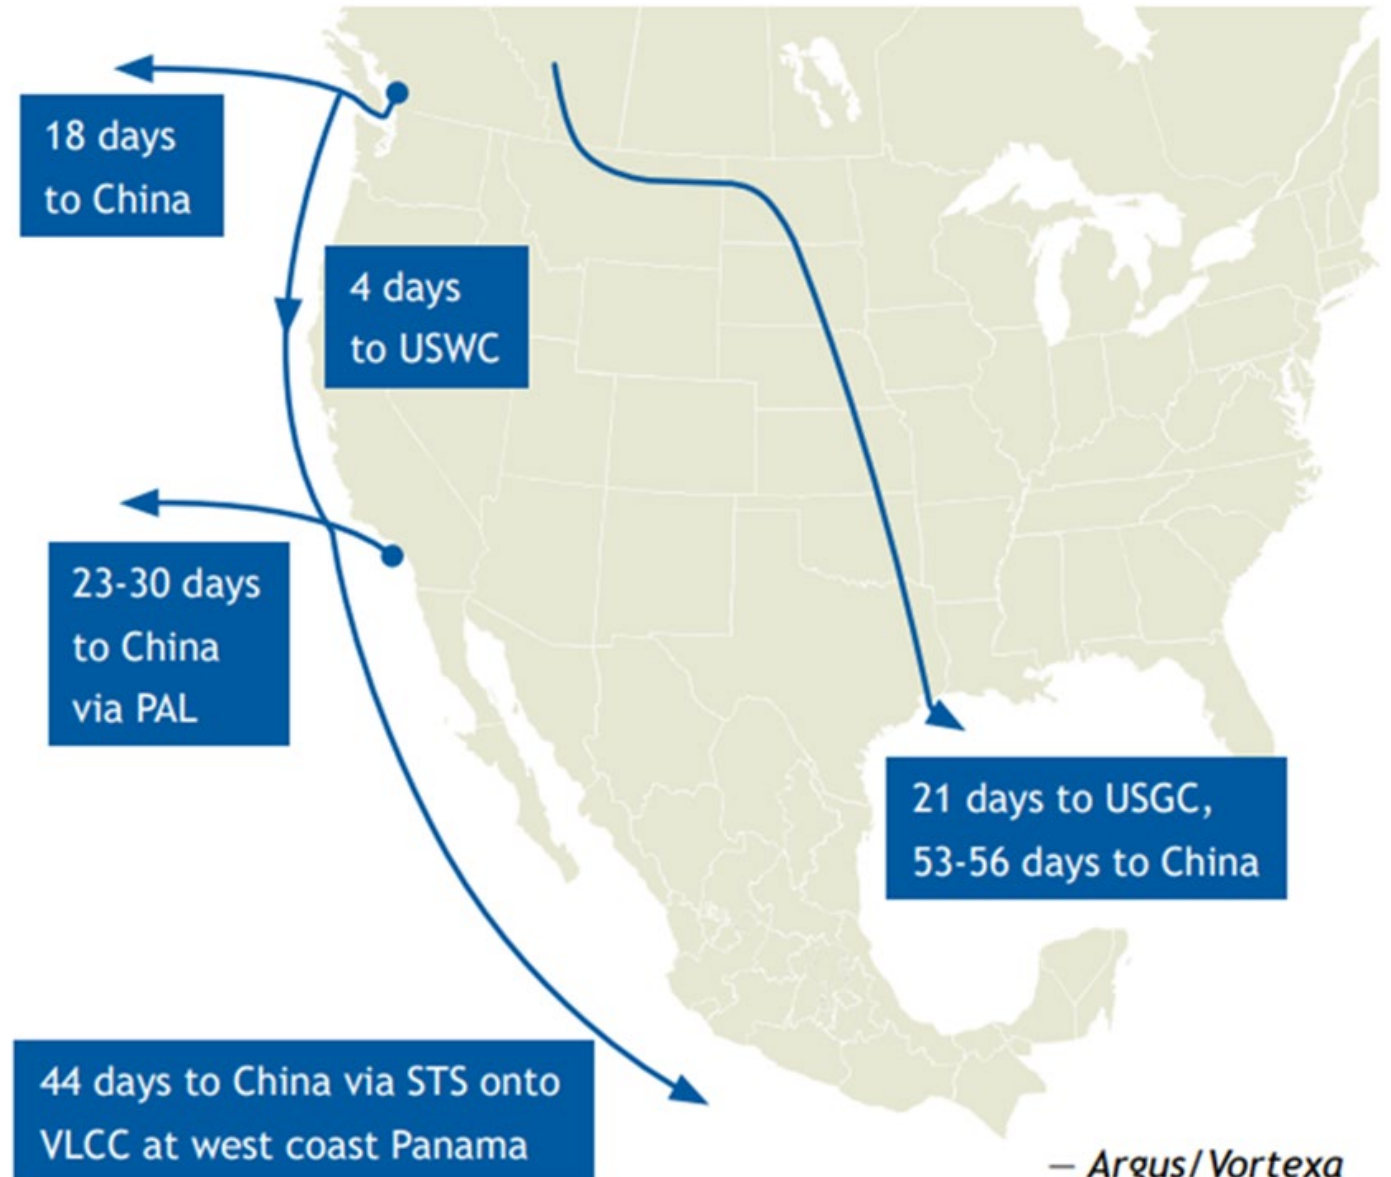 18 days
to China
4 days
to USWC
23-30 days
to China
via PAL
21 days to USGC,
53-56 days to China
44 days to China via STS onto
VLCC at west coast Panama
— Argus/Vortexa